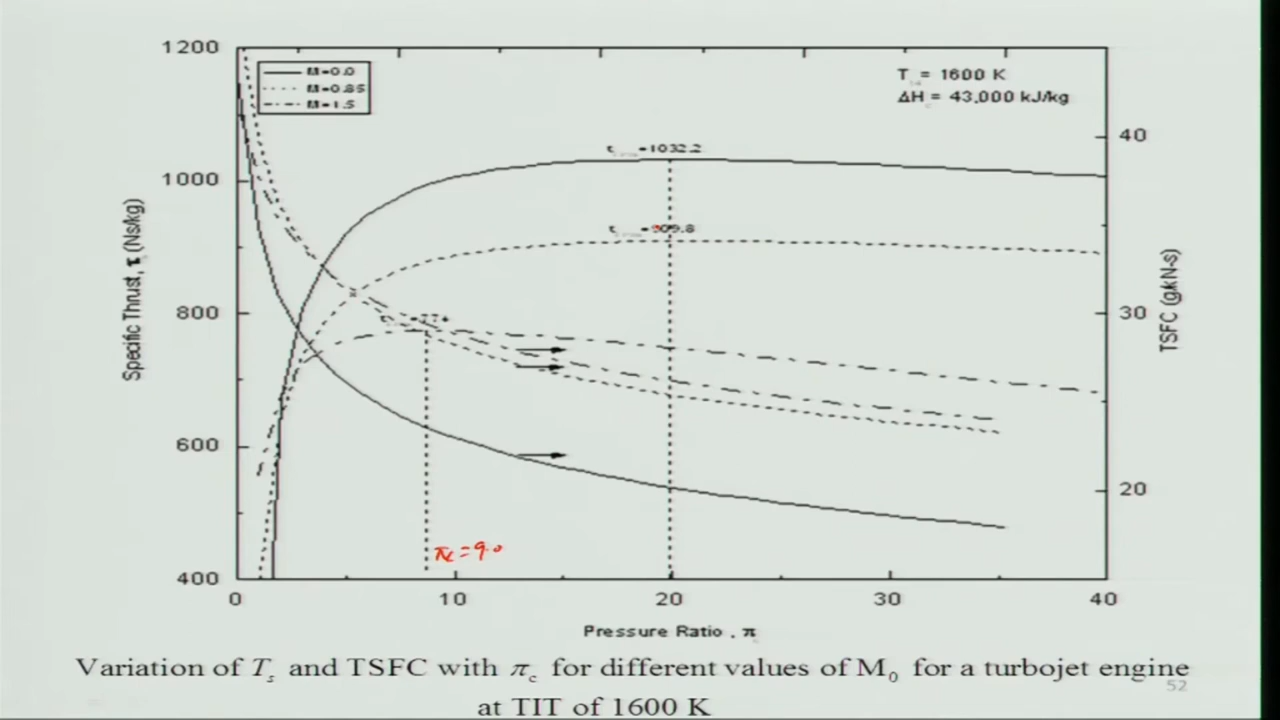 1200
1000
800
600
400
M=0.0
M=0.85
M=1.5
T = 1600 K
ΔH = 43,000 kJ/kg
=1032.2
=909.8
40
30
20
Specific Thrust, τ (Ns/kg)
TSFC (g/kN-s)
πc=9.0
0 10 20 30 40
Pressure Ratio , π
Variation of Ts and TSFC with πc for different values of M0 for a turbojet engine
at TIT of 1600 K
52